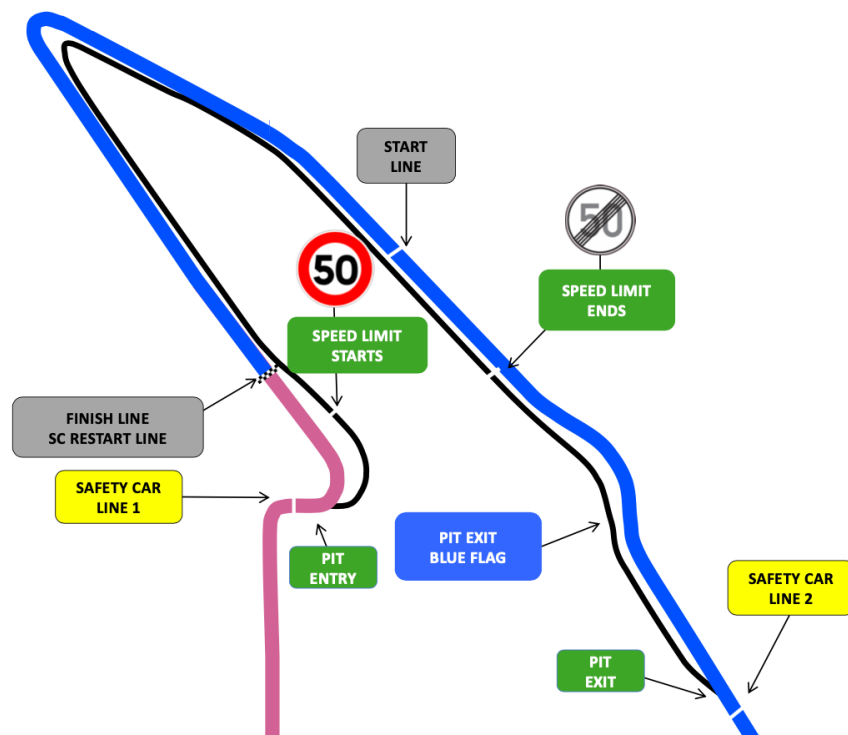 START
LINE
50
50
SPEED LIMIT
ENDS
SPEED LIMIT
STARTS
FINISH LINE
SC RESTART LINE
SAFETY CAR
LINE 1
PIT EXIT
BLUE FLAG
PIT
ENTRY
SAFETY CAR
LINE 2
PIT
EXIT